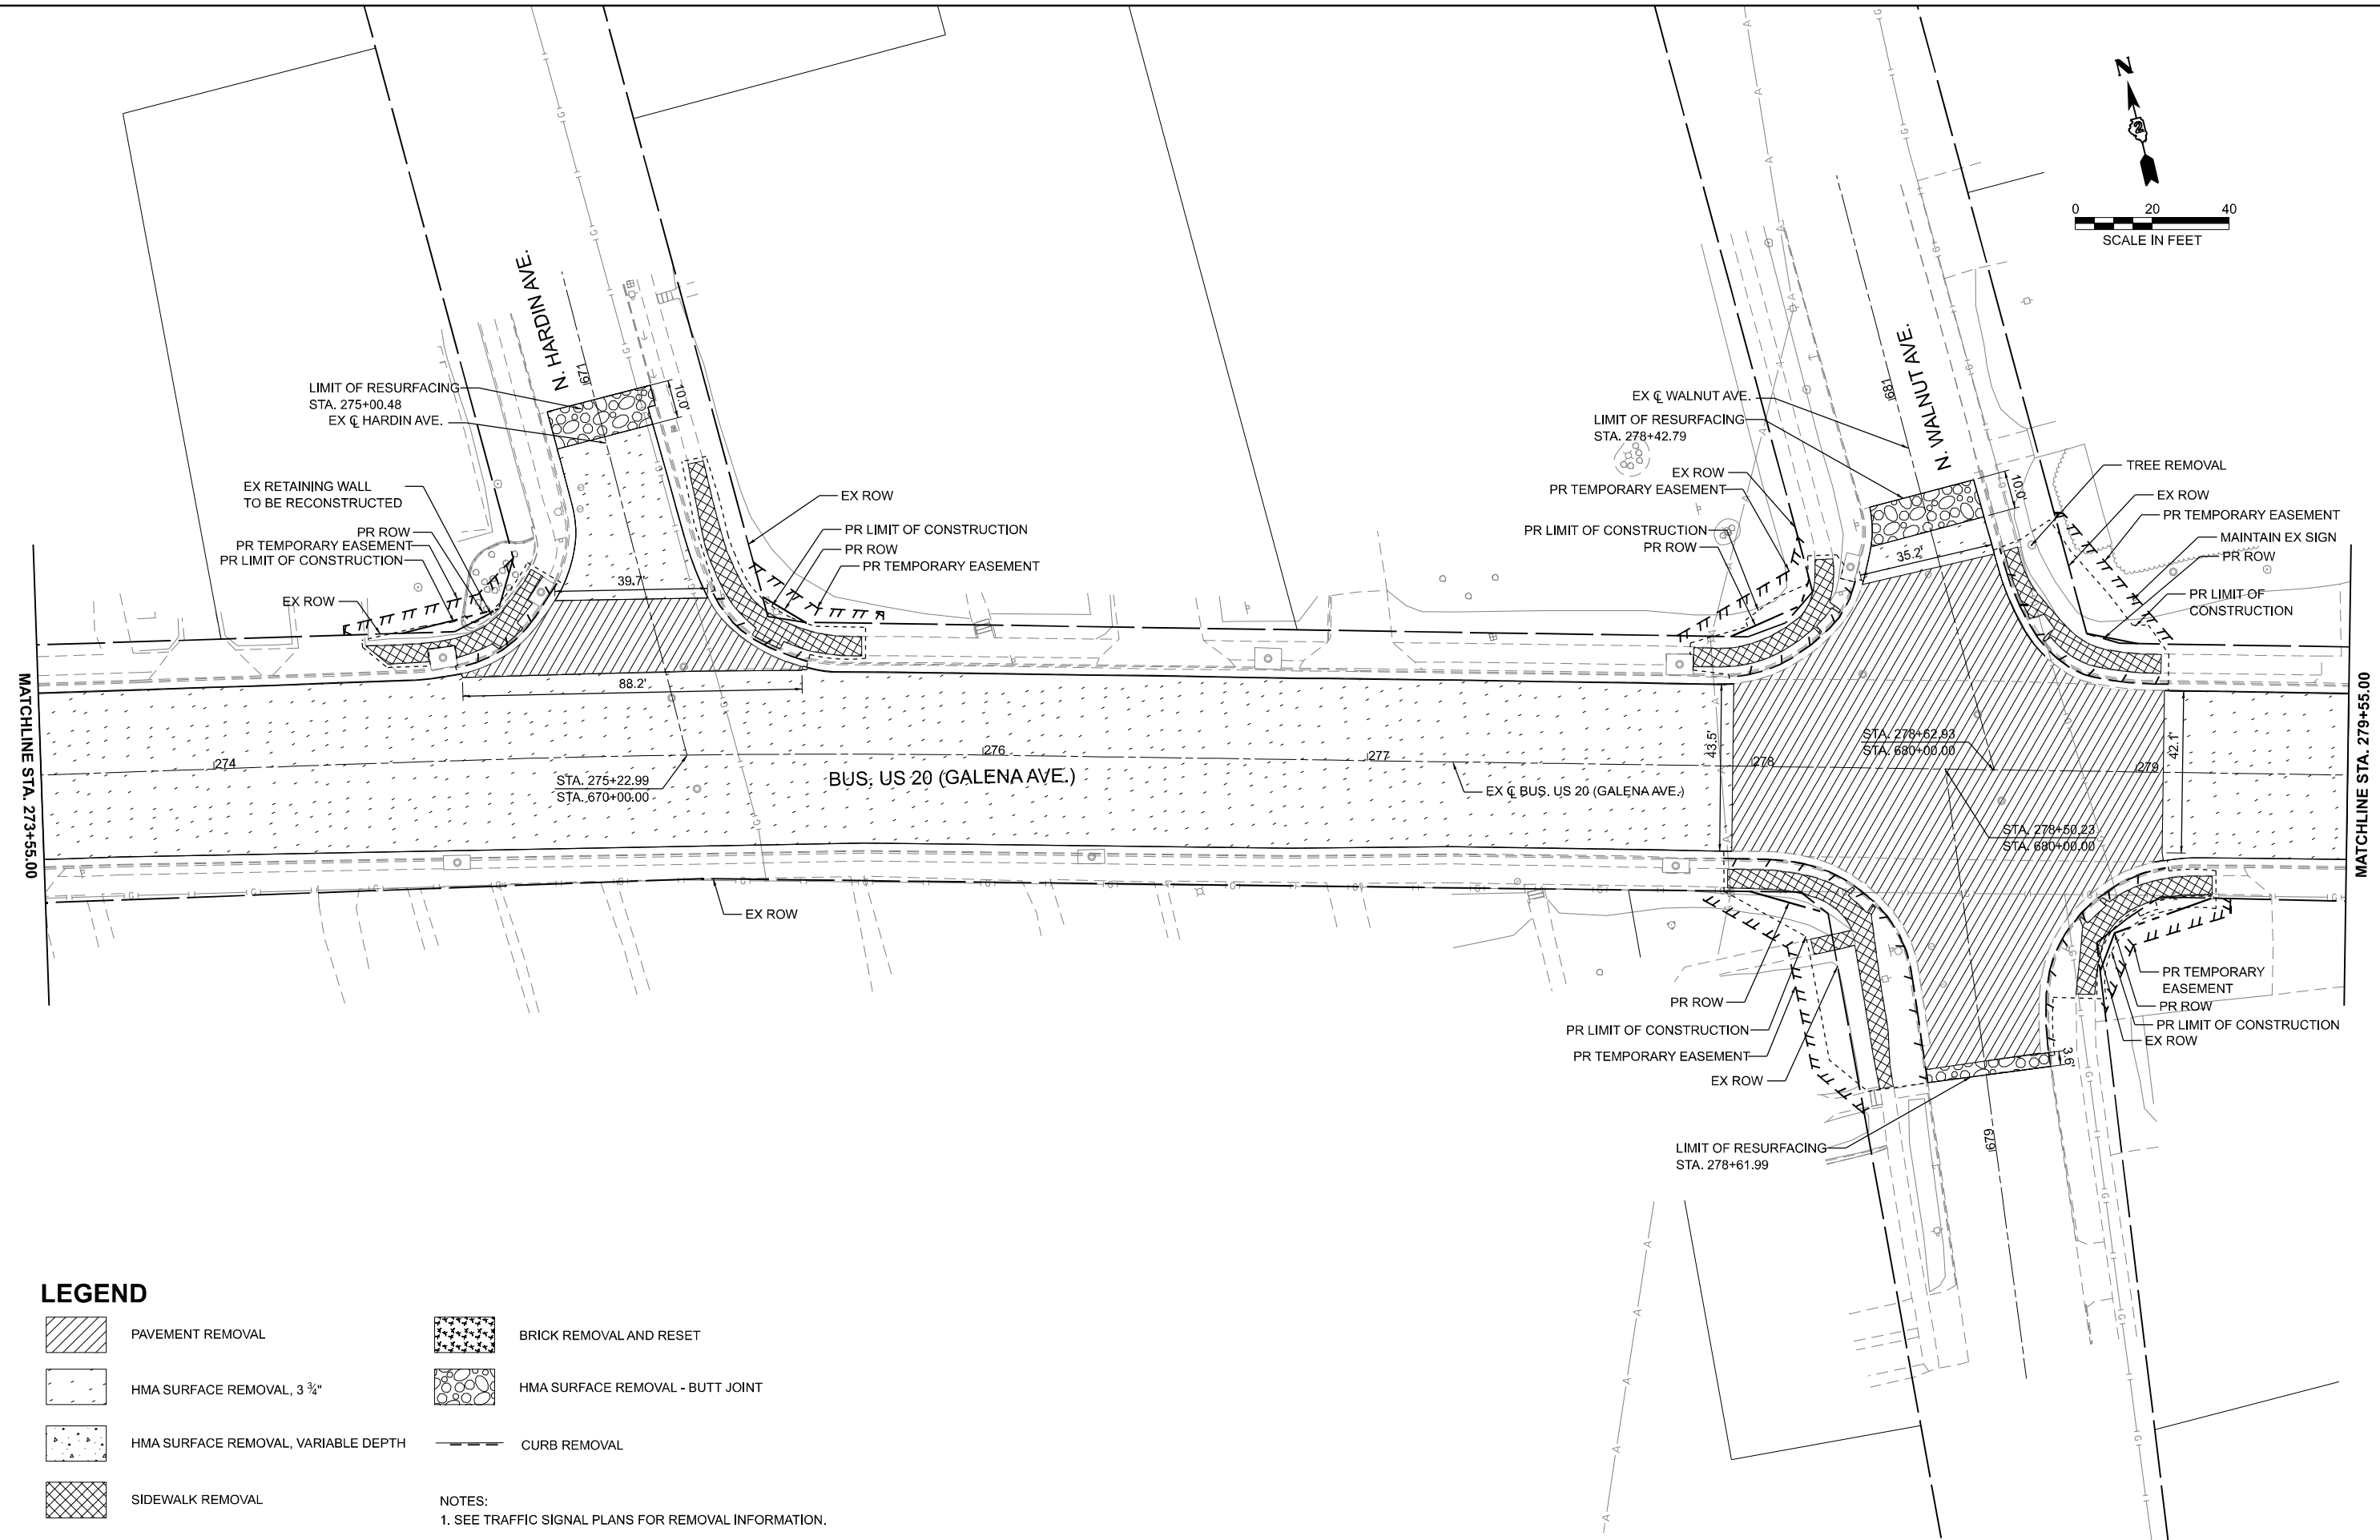 N
2
0 20 40
SCALE IN FEET
N. HARDIN AVE.
671
10.0'
LIMIT OF RESURFACING
STA. 275+00.48
EX ℄ HARDIN AVE.
EX RETAINING WALL
TO BE RECONSTRUCTED
PR ROW
PR TEMPORARY EASEMENT
PR LIMIT OF CONSTRUCTION
EX ROW
39.7'
88.2'
EX ROW
PR LIMIT OF CONSTRUCTION
PR ROW
PR TEMPORARY EASEMENT
N. WALNUT AVE.
681
10.0'
EX ℄ WALNUT AVE.
LIMIT OF RESURFACING
STA. 278+42.79
EX ROW
PR TEMPORARY EASEMENT
PR LIMIT OF CONSTRUCTION
PR ROW
35.2'
TREE REMOVAL
EX ROW
PR TEMPORARY EASEMENT
MAINTAIN EX SIGN
PR ROW
PR LIMIT OF
CONSTRUCTION
MATCHLINE STA. 273+55.00
274
STA. 275+22.99
STA. 670+00.00
276
BUS. US 20 (GALENA AVE.)
277
EX ℄ BUS. US 20 (GALENA AVE.)
43.5'
278
STA. 278+62.93
STA. 680+00.00
279
42.1'
STA. 278+50.23
STA. 680+00.00
MATCHLINE STA. 279+55.00
EX ROW
PR ROW
PR LIMIT OF CONSTRUCTION
PR TEMPORARY EASEMENT
EX ROW
PR TEMPORARY
EASEMENT
PR ROW
PR LIMIT OF CONSTRUCTION
EX ROW
3.6'
679
LIMIT OF RESURFACING
STA. 278+61.99
LEGEND
PAVEMENT REMOVAL
HMA SURFACE REMOVAL, 3 ¾"
HMA SURFACE REMOVAL, VARIABLE DEPTH
SIDEWALK REMOVAL
BRICK REMOVAL AND RESET
HMA SURFACE REMOVAL - BUTT JOINT
CURB REMOVAL
NOTES:
1. SEE TRAFFIC SIGNAL PLANS FOR REMOVAL INFORMATION.